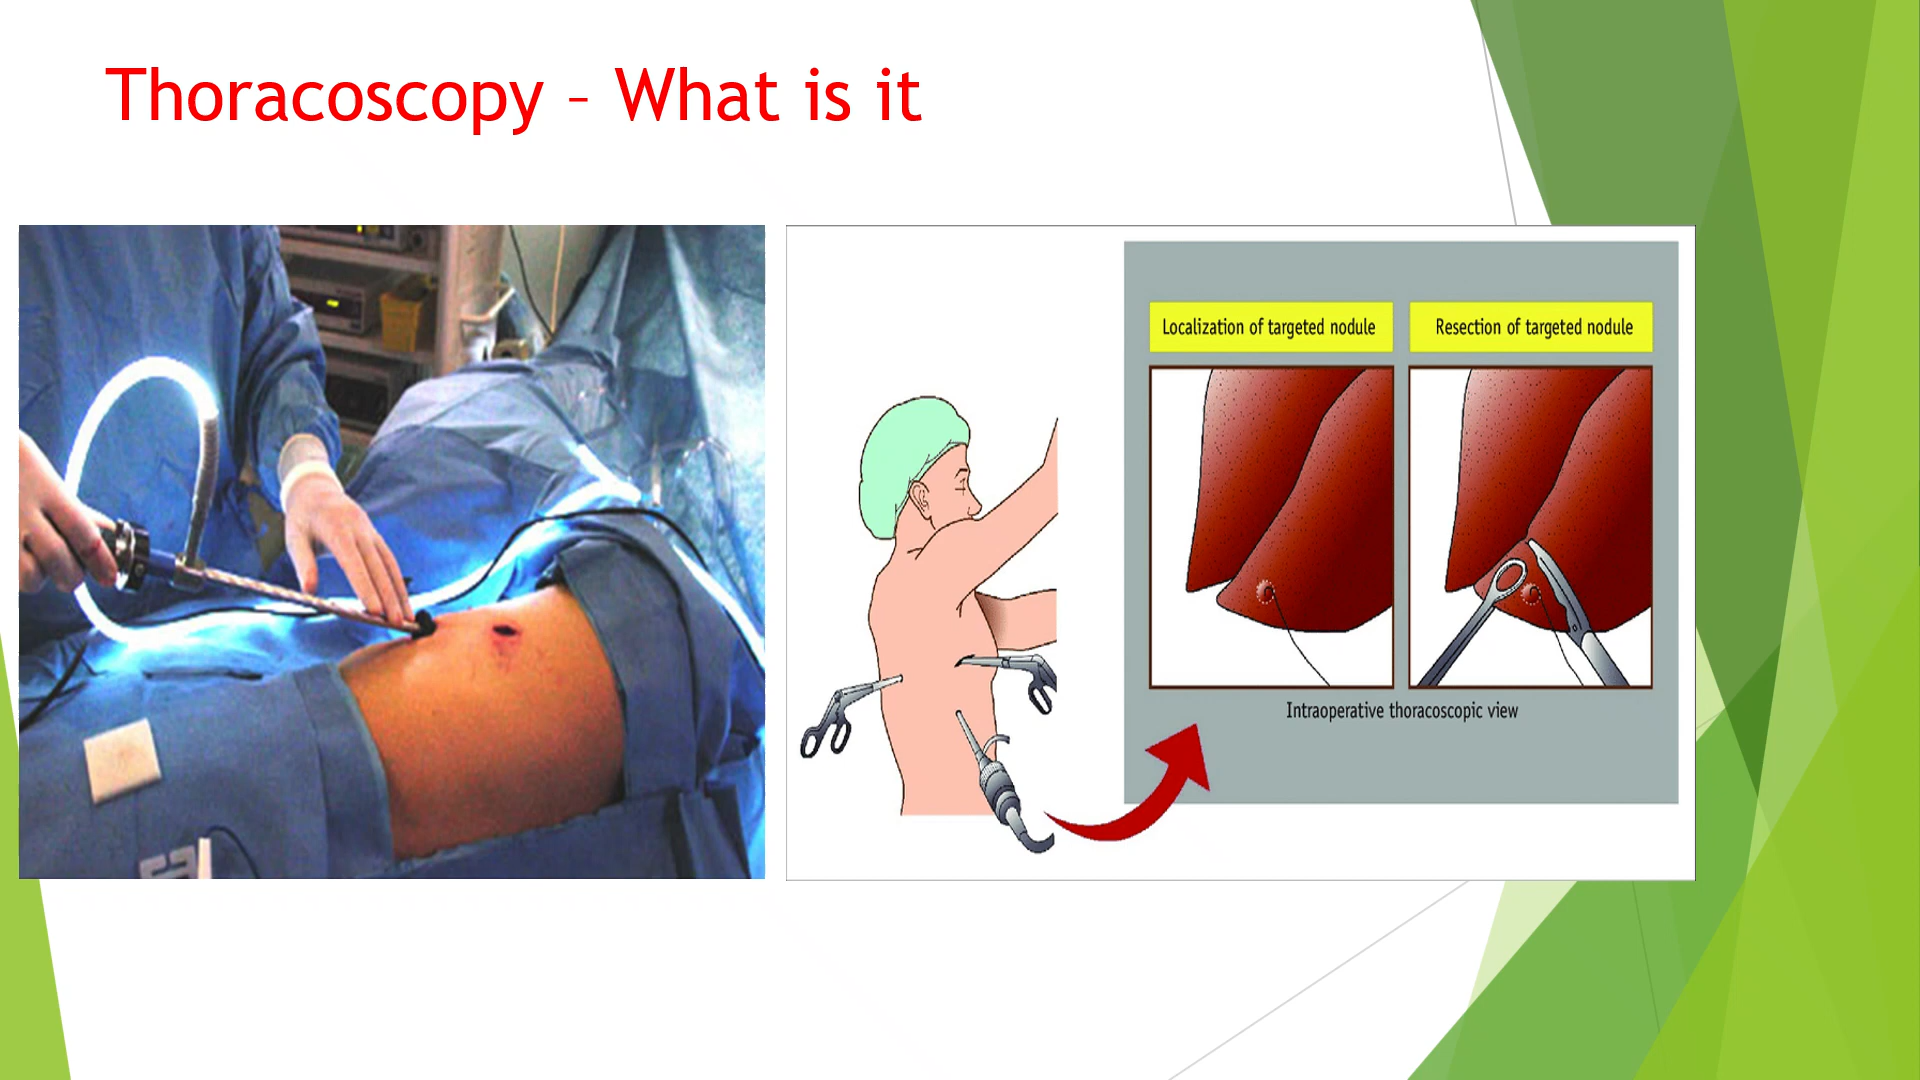 Thoracoscopy – What is it
Localization of targeted nodule
Resection of targeted nodule
Intraoperative thoracoscopic view